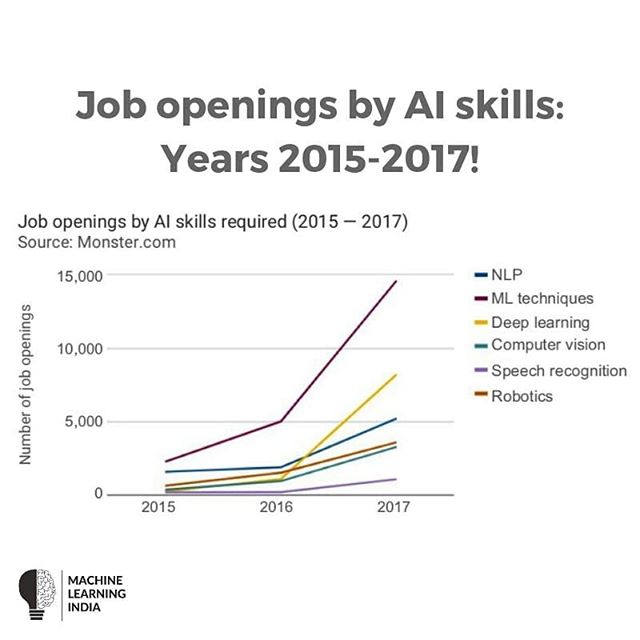 Job openings by AI skills:
Years 2015-2017!
Job openings by AI skills required (2015 — 2017)
Source: Monster.com
Number of job openings
15,000
10,000
5,000
0
2015
2016
2017
NLP
ML techniques
Deep learning
Computer vision
Speech recognition
Robotics
MACHINE
LEARNING
INDIA